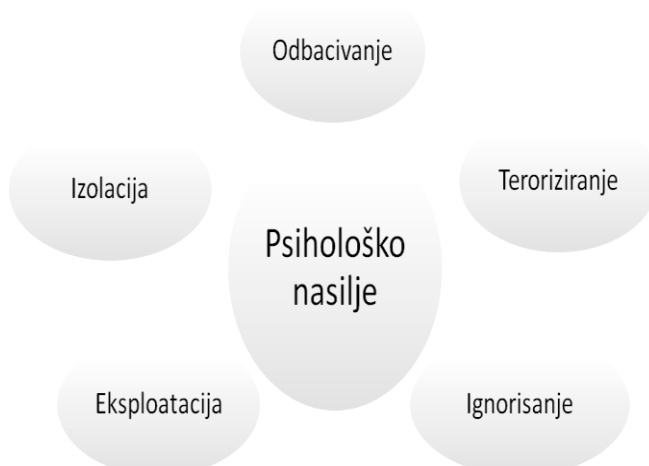 Odbacivanje
Izolacija
Teroriziranje
Psihološko
nasilje
Eksploatacija
Ignorisanje